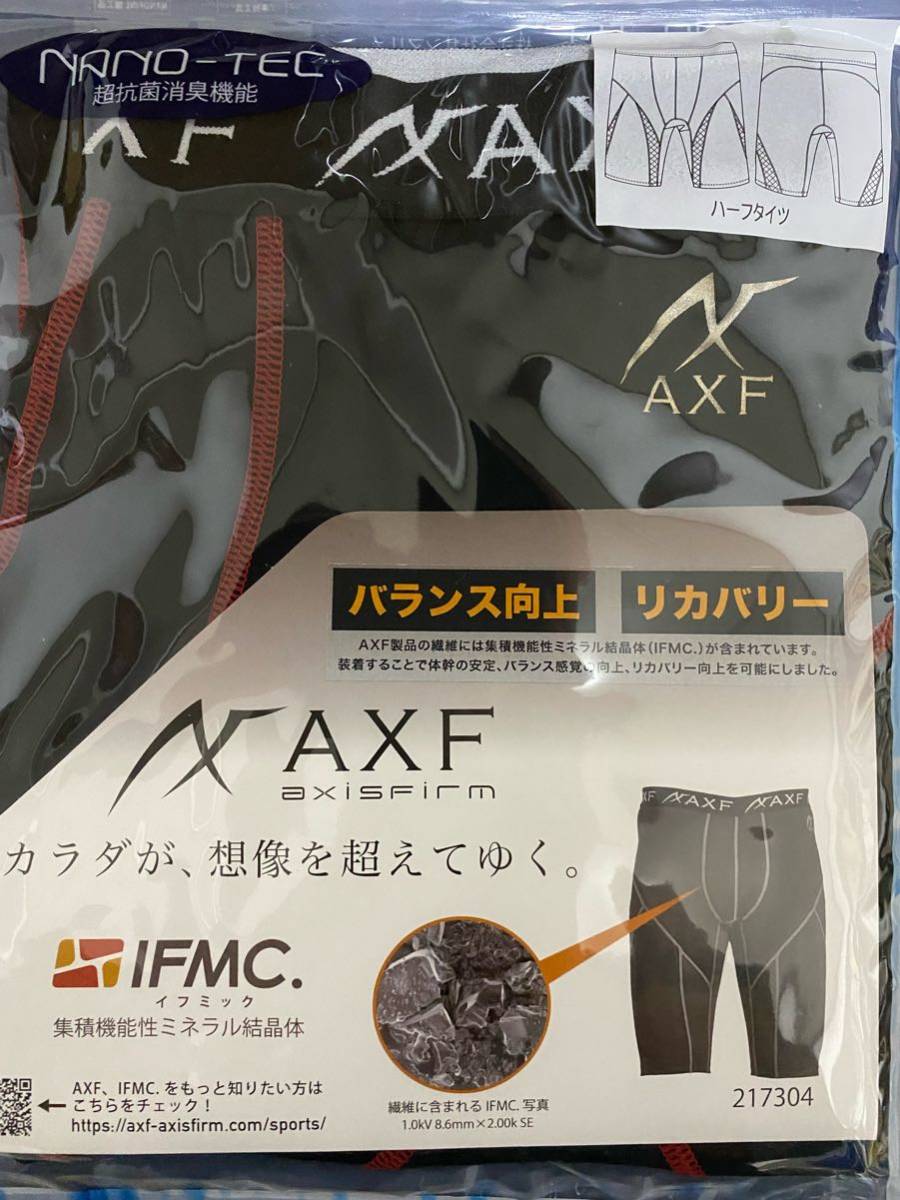 NANO-TEC
超抗菌消臭機能
XF
AX
ハーフタイツ
AXF
バランス向上
リカバリー
AXF製品の繊維には集積機能性ミネラル結晶体(IFMC.)が含まれています。
装着することで体幹の安定、バランス感覚の向上、リカバリー向上を可能にしました。
AXF
axisFirm
カラダが、想像を超えてゆく。
XF AXF AXF
IFMC.
イフミック
集積機能性ミネラル結晶体
AXF、IFMC. をもっと知りたい方は
こちらをチェック！
https://axf-axisfirm.com/sports/
繊維に含まれる IFMC. 写真
1.0kV 8.6mm×2.00k SE
217304